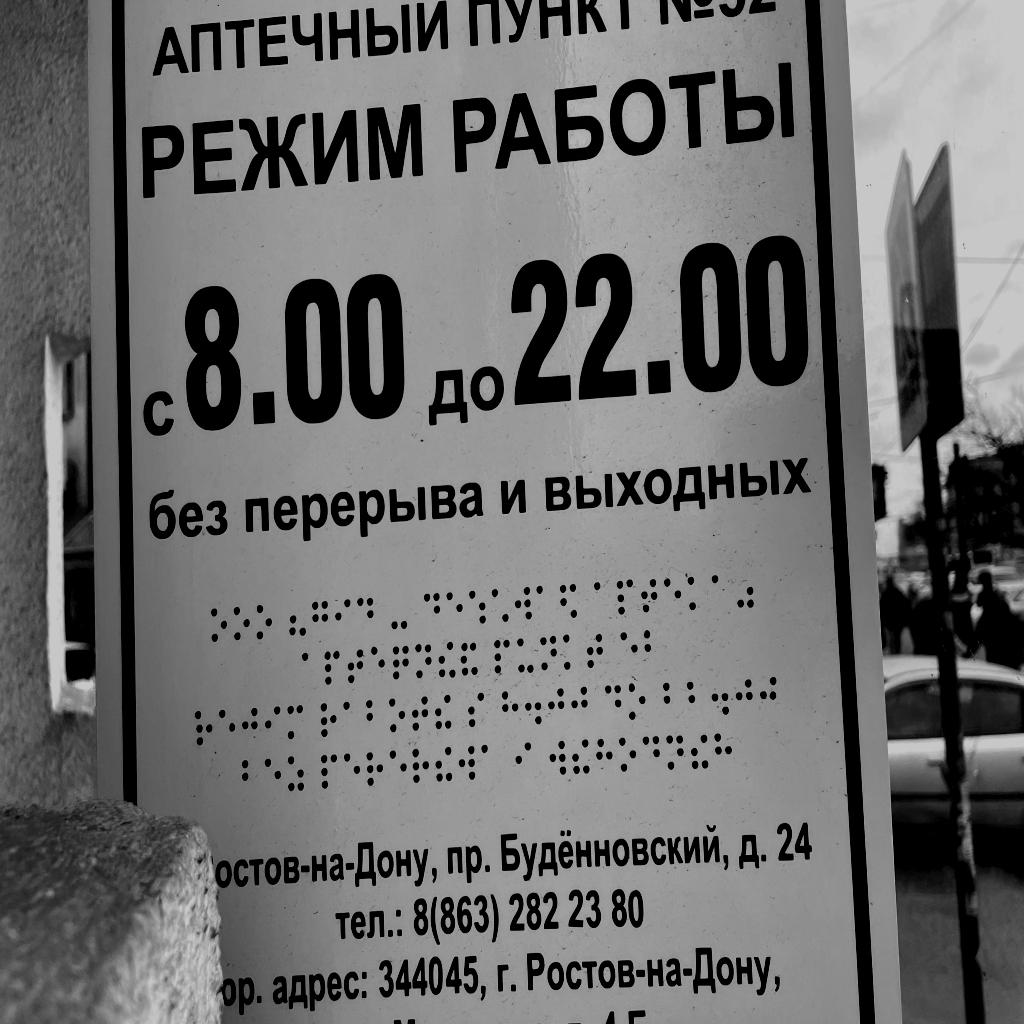 АПТЕЧНЫЙ ПУНКТ №52
РЕЖИМ РАБОТЫ
с 8.00 до 22.00
без перерыва и выходных
остов-на-Дону, пр. Будённовский, д. 24
тел.: 8(863) 282 23 80
ор. адрес: 344045, г. Ростов-на-Дону,